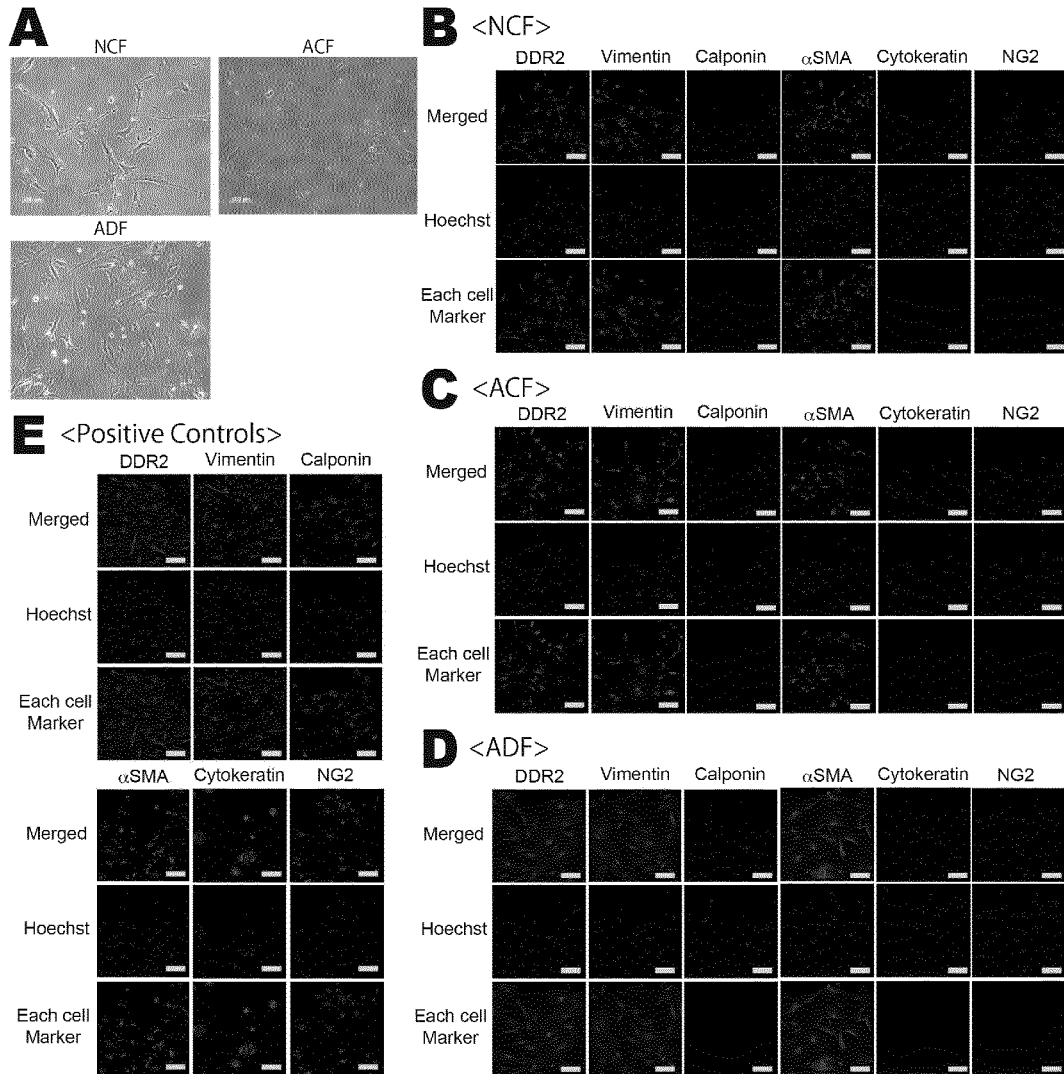 A
NCF
ACF
ADF
B <NCF>
DDR2 Vimentin Calponin αSMA Cytokeratin NG2
Merged
Hoechst
Each cell
Marker
C <ACF>
DDR2 Vimentin Calponin αSMA Cytokeratin NG2
Merged
Hoechst
Each cell
Marker
D <ADF>
DDR2 Vimentin Calponin αSMA Cytokeratin NG2
Merged
Hoechst
Each cell
Marker
E <Positive Controls>
DDR2 Vimentin Calponin
Merged
Hoechst
Each cell
Marker
αSMA Cytokeratin NG2
Merged
Hoechst
Each cell
Marker